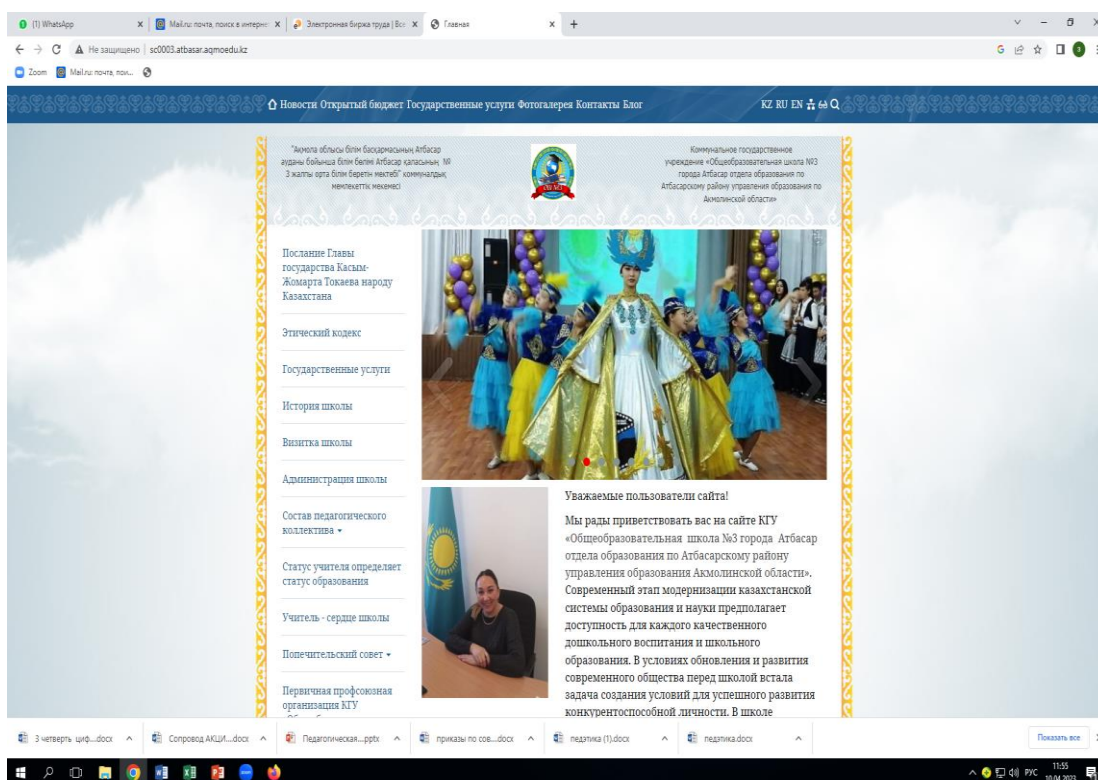 (1) WhatsApp
Mail.ru: почта, поиск в интерне
Электронная биржа труда | Вс
Главная
Не защищено | sc0003.atbasar.aqmoedu.kz
Zoom Mail.ru: почта, пои...
Новости Открытый бюджет Государственные услуги Фотогалерея Контакты Блог
KZ RU EN
"Ақмола облысы білім басқармасының Атбасар
ауданы бойынша білім бөлімі Атбасар қаласының №
3 жалпы орта білім беретін мектебі" коммуналдық
мемлекеттік мекемесі
Коммунальное государственное
учреждение «Общеобразовательная школа №3
города Атбасар отдела образования по
Атбасарскому району управления образования по
Акмолинской области»
Послание Главы
государства Касым-
Жомарта Токаева народу
Казахстана
Этический кодекс
Государственные услуги
История школы
Визитка школы
Администрация школы
Состав педагогического
коллектива
Статус учителя определяет
статус образования
Учитель - сердце школы
Попечительский совет
Первичная профсоюзная
организация КГУ
Уважаемые пользователи сайта!
Мы рады приветствовать вас на сайте КГУ
«Общеобразовательная школа №3 города Атбасар
отдела образования по Атбасарскому району
управления образования Акмолинской области».
Современный этап модернизации казахстанской
системы образования и науки предполагает
доступность для каждого качественного
дошкольного воспитания и школьного
образования. В условиях обновления и развития
современного общества перед школой встала
задача создания условий для успешного развития
конкурентоспособной личности. В школе
3 четверть циф....docx
Сопровод АКЦИ....docx
Педагогическая....pptx
приказы по сов....docx
педэтика (1).docx
педэтика.docx
Показать все
РУС
11:55
10.04.2023